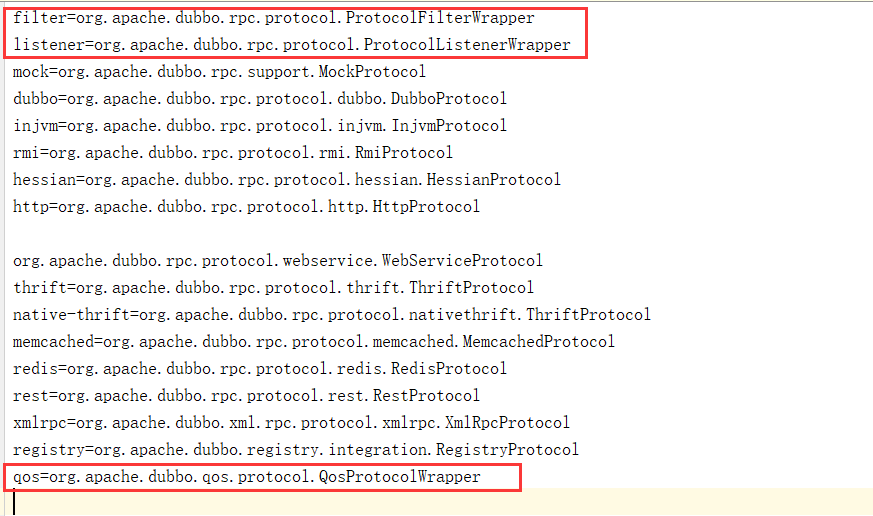 filter=org.apache.dubbo.rpc.protocol.ProtocolFilterWrapper
listener=org.apache.dubbo.rpc.protocol.ProtocolListenerWrapper
mock=org.apache.dubbo.rpc.support.MockProtocol
dubbo=org.apache.dubbo.rpc.protocol.dubbo.DubboProtocol
injvm=org.apache.dubbo.rpc.protocol.injvm.InjvmProtocol
rmi=org.apache.dubbo.rpc.protocol.rmi.RmiProtocol
hessian=org.apache.dubbo.rpc.protocol.hessian.HessianProtocol
http=org.apache.dubbo.rpc.protocol.http.HttpProtocol
org.apache.dubbo.rpc.protocol.webservice.WebServiceProtocol
thrift=org.apache.dubbo.rpc.protocol.thrift.ThriftProtocol
native-thrift=org.apache.dubbo.rpc.protocol.nativethrift.ThriftProtocol
memcached=org.apache.dubbo.rpc.protocol.memcached.MemcachedProtocol
redis=org.apache.dubbo.rpc.protocol.redis.RedisProtocol
rest=org.apache.dubbo.rpc.protocol.rest.RestProtocol
xmlrpc=org.apache.dubbo.xml.rpc.protocol.xmlrpc.XmlRpcProtocol
registry=org.apache.dubbo.registry.integration.RegistryProtocol
qos=org.apache.dubbo.qos.protocol.QosProtocolWrapper